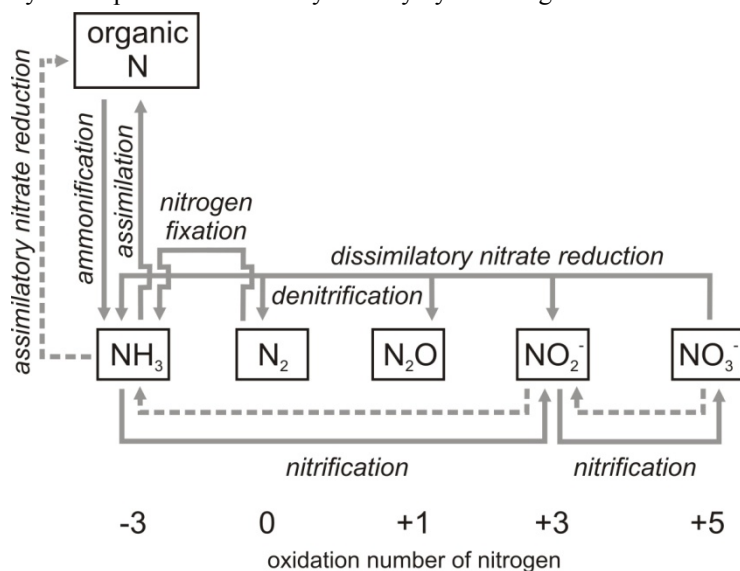 organic
N
assimilatory nitrate reduction
ammonification
assimilation
nitrogen
fixation
dissimilatory nitrate reduction
denitrification
NH₃
N₂
N₂O
NO₂⁻
NO₃⁻
nitrification
nitrification
-3
0
+1
+3
+5
oxidation number of nitrogen